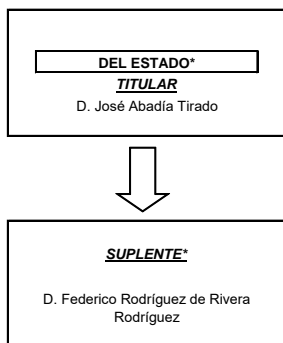 DEL ESTADO*
TITULAR
D. José Abadía Tirado
SUPLENTE*
D. Federico Rodríguez de Rivera
Rodríguez